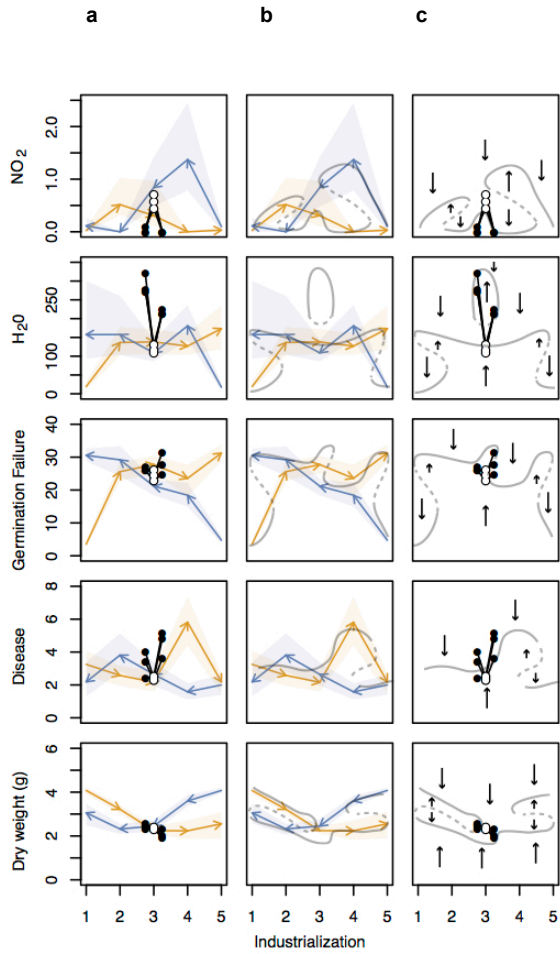 a b c
NO2
2.0
1.0
0.0
H20
250
100
0
Germination Failure
40
30
20
10
0
Disease
8
6
4
2
0
Dry weight (g)
6
4
2
0
1 2 3 4 5 1 2 3 4 5 1 2 3 4 5
Industrialization